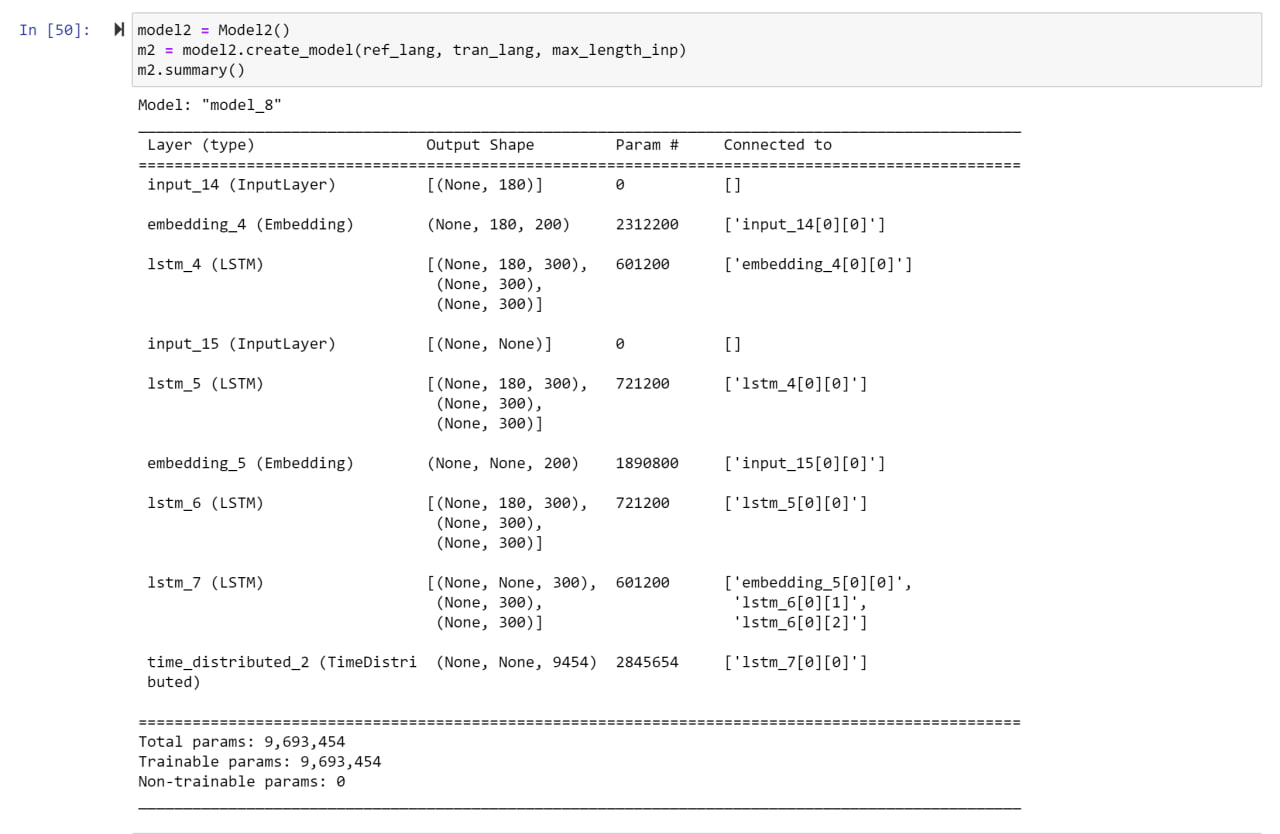 In [50]:
model2 = Model2()
m2 = model2.create_model(ref_lang, tran_lang, max_length_inp)
m2.summary()
Model: "model_8"
__________________________________________________________________________________________________
Layer (type) Output Shape Param # Connected to
==================================================================================================
input_14 (InputLayer) [(None, 180)] 0 []
embedding_4 (Embedding) (None, 180, 200) 2312200 ['input_14[0][0]']
lstm_4 (LSTM) [(None, 180, 300), 601200 ['embedding_4[0][0]']
(None, 300),
(None, 300)]
input_15 (InputLayer) [(None, None)] 0 []
lstm_5 (LSTM) [(None, 180, 300), 721200 ['lstm_4[0][0]']
(None, 300),
(None, 300)]
embedding_5 (Embedding) (None, None, 200) 1890800 ['input_15[0][0]']
lstm_6 (LSTM) [(None, 180, 300), 721200 ['lstm_5[0][0]']
(None, 300),
(None, 300)]
lstm_7 (LSTM) [(None, None, 300), 601200 ['embedding_5[0][0]',
(None, 300), 'lstm_6[0][1]',
(None, 300)] 'lstm_6[0][2]']
time_distributed_2 (TimeDistri (None, None, 9454) 2845654 ['lstm_7[0][0]']
buted)
==================================================================================================
Total params: 9,693,454
Trainable params: 9,693,454
Non-trainable params: 0
__________________________________________________________________________________________________